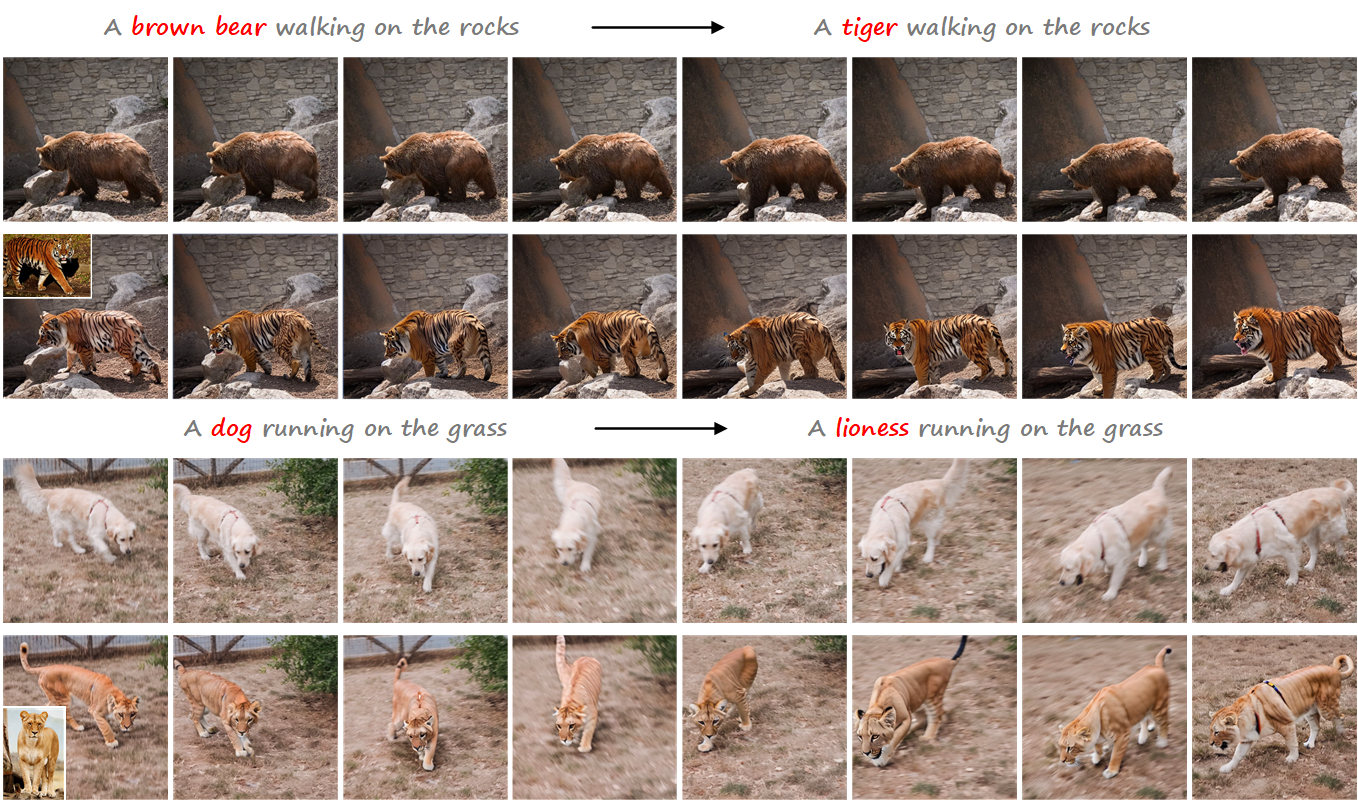 A brown bear walking on the rocks
A tiger walking on the rocks
A dog running on the grass
A lioness running on the grass